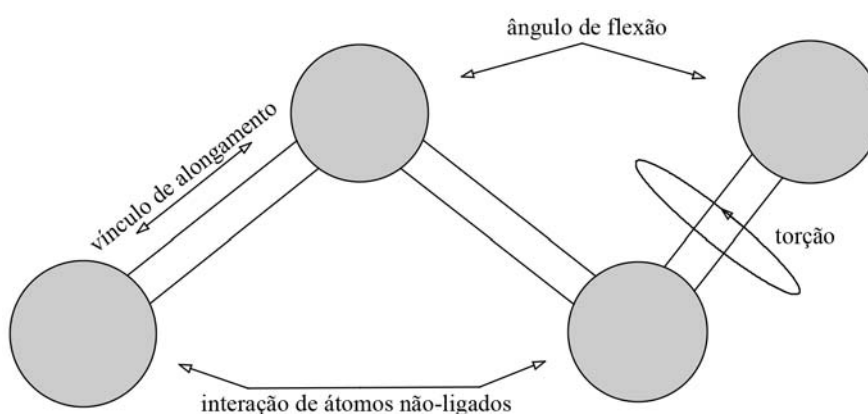 ângulo de flexão
vínculo de alongamento
torção
interação de átomos não-ligados